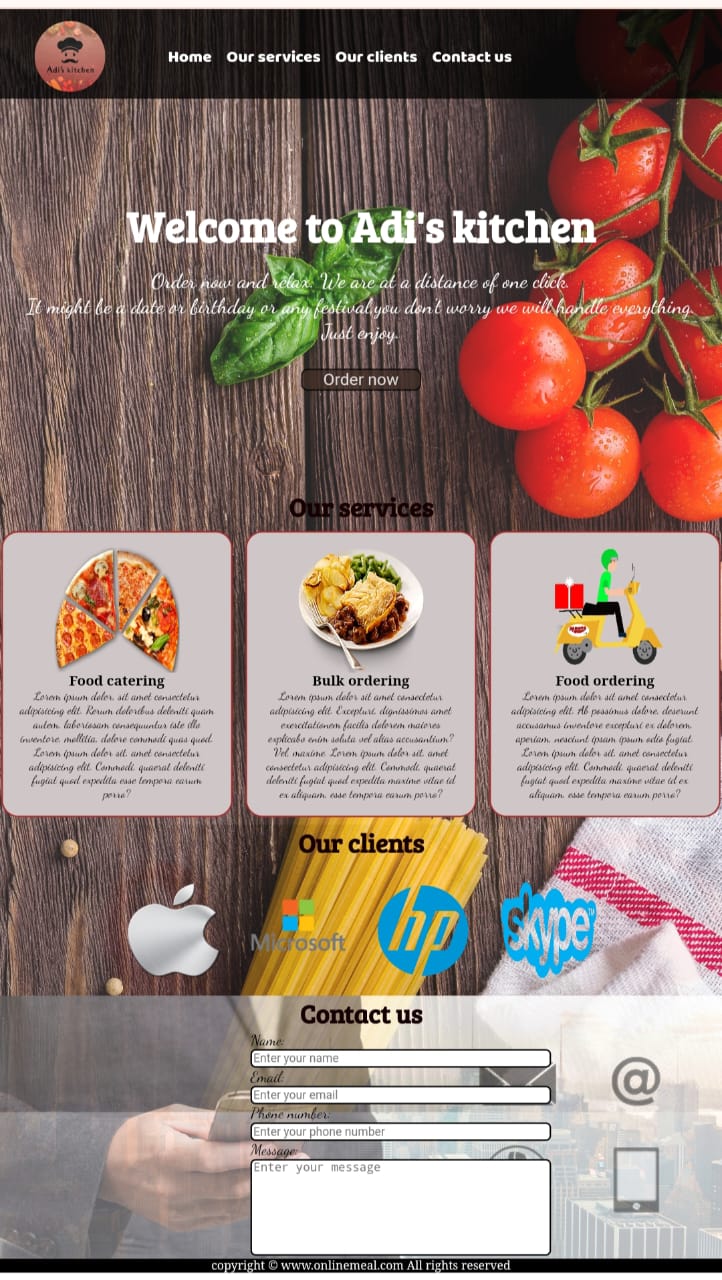 Adi's kitchen
Home Our services Our clients Contact us
Welcome to Adi's kitchen
Order now and relax. We are at a distance of one click.
It might be a date or birthday or any festival,you don't worry we will handle everything.
Just enjoy.
Order now
Our services
Food catering
Lorem ipsum dolor, sit amet consectetur
adipisicing elit. Rerum doloribus deleniti quam
autem, laboriosam consequuntur iste illo
inventore, mollitia, dolore commodi quas quod.
Lorem ipsum dolor sit, amet consectetur
adipisicing elit. Commodi, quaerat deleniti
fugiat quod expedita esse tempora earum
porro?
Bulk ordering
Lorem ipsum dolor sit amet consectetur,
adipisicing elit. Excepturi, dignissimos amet
exercitationem facilis dolorem maiores
explicabo enim soluta vel alias accusantium?
Vel, maxime. Lorem ipsum dolor sit, amet
consectetur adipisicing elit. Commodi, quaerat
deleniti fugiat quod expedita maxime vitae id
ex aliquam, esse tempora earum porro?
Food ordering
Lorem ipsum dolor, sit amet consectetur
adipisicing elit. Ab possimus dolore, deserunt
accusamus inventore excepturi ex dolorem
aperiam, nesciunt ipsam ipsum odio fugiat.
Lorem ipsum dolor sit, amet consectetur
adipisicing elit. Commodi, quaerat deleniti
fugiat quod expedita maxime vitae id ex
aliquam, esse tempora earum porro?
Our clients
Microsoft
hp
skype™
Contact us
Name:
Enter your name
Email:
Enter your email
Phone number:
Enter your phone number
Message:
Enter your message
@
copyright © www.onlinemeal.com All rights reserved